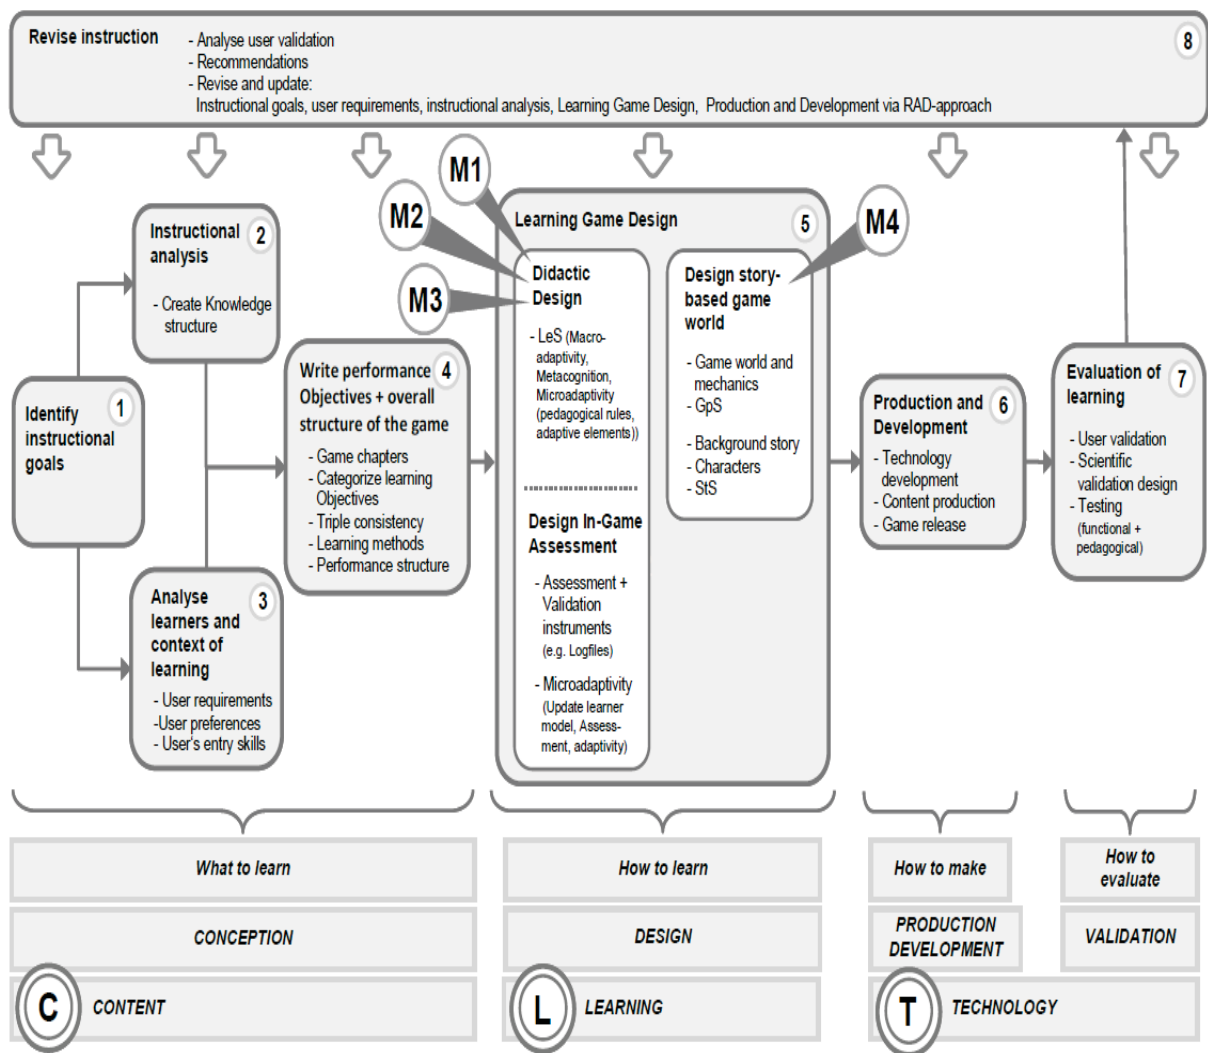 Revise instruction
- Analyse user validation
- Recommendations
- Revise and update:
Instructional goals, user requirements, instructional analysis, Learning Game Design, Production and Development via RAD-approach
8
M1
M2
M3
M4
Identify
instructional
goals
1
Instructional
analysis
2
- Create Knowledge
structure
Analyse
learners and
context of
learning
3
- User requirements
-User preferences
- User's entry skills
Write performance
Objectives + overall
structure of the game
4
- Game chapters
- Categorize learning
Objectives
- Triple consistency
- Learning methods
- Performance structure
Learning Game Design
5
Didactic
Design
- LeS (Macro-
adaptivity,
Metacognition,
Microadaptivity
(pedagogical rules,
adaptive elements))
Design In-Game
Assessment
- Assessment +
Validation
instruments
(e.g. Logfiles)
- Microadaptivity
(Update learner
model, Assess-
ment, adaptivity)
Design story-
based game
world
- Game world and
mechanics
- GpS
- Background story
- Characters
- StS
Production and
Development
6
- Technology
development
- Content production
- Game release
Evaluation of
learning
7
- User validation
- Scientific
validation design
- Testing
(functional +
pedagogical)
What to learn
How to learn
How to make
How to
evaluate
CONCEPTION
DESIGN
PRODUCTION
DEVELOPMENT
VALIDATION
C CONTENT
L LEARNING
T TECHNOLOGY